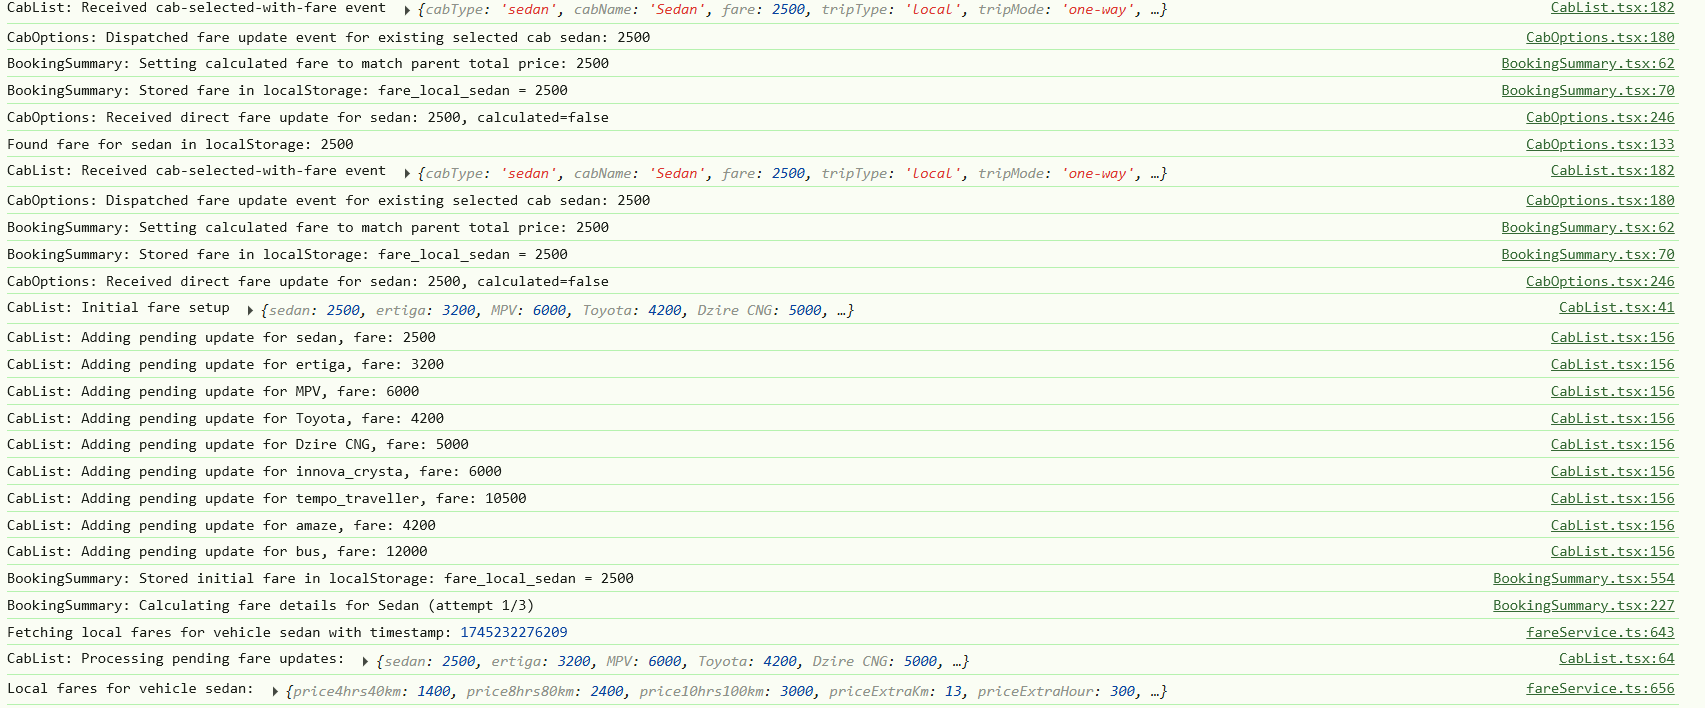 CabList: Received cab-selected-with-fare event ▶{cabType: 'sedan', cabName: 'Sedan', fare: 2500, tripType: 'local', tripMode: 'one-way', …} CabList.tsx:182
CabOptions: Dispatched fare update event for existing selected cab sedan: 2500 CabOptions.tsx:180
BookingSummary: Setting calculated fare to match parent total price: 2500 BookingSummary.tsx:62
BookingSummary: Stored fare in localStorage: fare_local_sedan = 2500 BookingSummary.tsx:70
CabOptions: Received direct fare update for sedan: 2500, calculated=false CabOptions.tsx:246
Found fare for sedan in localStorage: 2500 CabOptions.tsx:133
CabList: Received cab-selected-with-fare event ▶{cabType: 'sedan', cabName: 'Sedan', fare: 2500, tripType: 'local', tripMode: 'one-way', …} CabList.tsx:182
CabOptions: Dispatched fare update event for existing selected cab sedan: 2500 CabOptions.tsx:180
BookingSummary: Setting calculated fare to match parent total price: 2500 BookingSummary.tsx:62
BookingSummary: Stored fare in localStorage: fare_local_sedan = 2500 BookingSummary.tsx:70
CabOptions: Received direct fare update for sedan: 2500, calculated=false CabOptions.tsx:246
CabList: Initial fare setup ▶{sedan: 2500, ertiga: 3200, MPV: 6000, Toyota: 4200, Dzire CNG: 5000, …} CabList.tsx:41
CabList: Adding pending update for sedan, fare: 2500 CabList.tsx:156
CabList: Adding pending update for ertiga, fare: 3200 CabList.tsx:156
CabList: Adding pending update for MPV, fare: 6000 CabList.tsx:156
CabList: Adding pending update for Toyota, fare: 4200 CabList.tsx:156
CabList: Adding pending update for Dzire CNG, fare: 5000 CabList.tsx:156
CabList: Adding pending update for innova_crysta, fare: 6000 CabList.tsx:156
CabList: Adding pending update for tempo_traveller, fare: 10500 CabList.tsx:156
CabList: Adding pending update for amaze, fare: 4200 CabList.tsx:156
CabList: Adding pending update for bus, fare: 12000 CabList.tsx:156
BookingSummary: Stored initial fare in localStorage: fare_local_sedan = 2500 BookingSummary.tsx:554
BookingSummary: Calculating fare details for Sedan (attempt 1/3) BookingSummary.tsx:227
Fetching local fares for vehicle sedan with timestamp: 1745232276209 fareService.ts:643
CabList: Processing pending fare updates: ▶{sedan: 2500, ertiga: 3200, MPV: 6000, Toyota: 4200, Dzire CNG: 5000, …} CabList.tsx:64
Local fares for vehicle sedan: ▶{price4hrs40km: 1400, price8hrs80km: 2400, price10hrs100km: 3000, priceExtraKm: 13, priceExtraHour: 300, …} fareService.ts:656